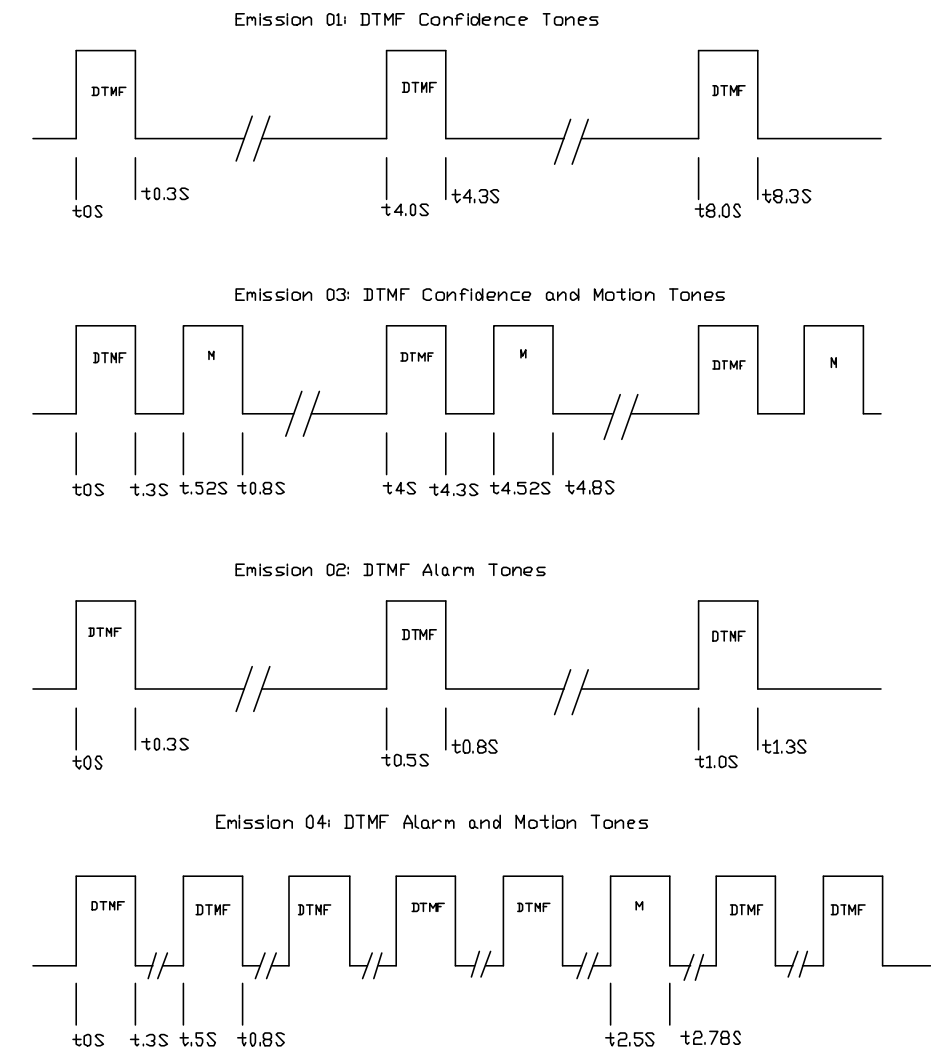 Emission 01: DTMF Confidence Tones
DTMF DTMF DTMF
t0S t0.3S t4.0S t4.3S t8.0S t8.3S
Emission 03: DTMF Confidence and Motion Tones
DTMF M DTMF M DTMF M
t0S t.3S t.52S t0.8S t4S t4.3S t4.52S t4.8S
Emission 02: DTMF Alarm Tones
DTMF DTMF DTMF
t0S t0.3S t0.5S t0.8S t1.0S t1.3S
Emission 04: DTMF Alarm and Motion Tones
DTMF DTMF DTMF DTMF DTMF M DTMF DTMF
t0S t.3S t.5S t0.8S t2.5S t2.78S